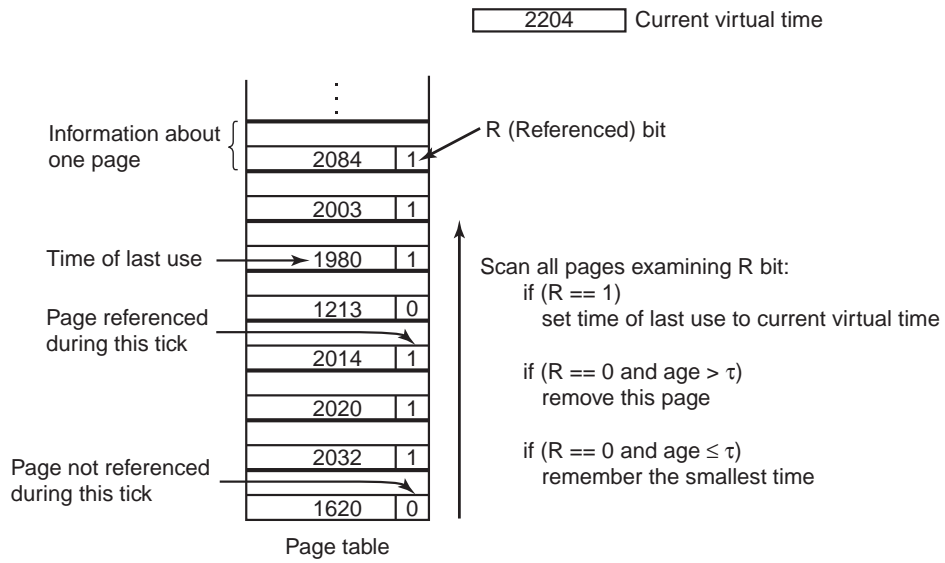 2204 Current virtual time
Information about
one page
R (Referenced) bit
2084 1
2003 1
Time of last use
1980 1
1213 0
Page referenced
during this tick
2014 1
2020 1
2032 1
Page not referenced
during this tick
1620 0
Page table
Scan all pages examining R bit:
if (R == 1)
set time of last use to current virtual time
if (R == 0 and age > τ)
remove this page
if (R == 0 and age ≤ τ)
remember the smallest time